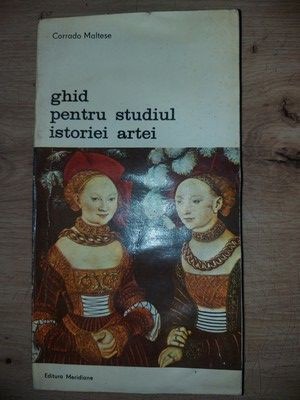 Corrado Maltese
ghid
pentru studiul
istoriei artei
Editura Meridiane